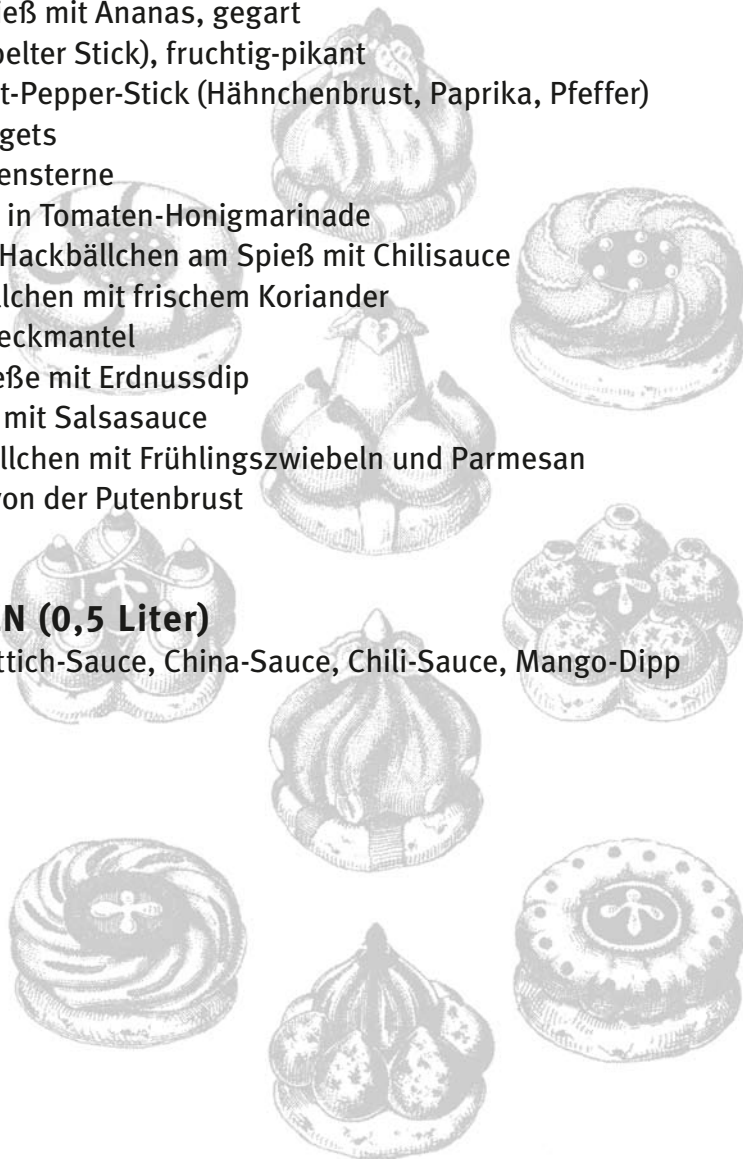 ieß mit Ananas, gegart
pelter Stick), fruchtig-pikant
t-Pepper-Stick (Hähnchenbrust, Paprika, Pfeffer)
gets
ensterne
in Tomaten-Honigmarinade
Hackbällchen am Spieß mit Chilisauce
lchen mit frischem Koriander
eckmantel
eße mit Erdnussdip
mit Salsasauce
llchen mit Frühlingszwiebeln und Parmesan
von der Putenbrust
N (0,5 Liter)
ttich-Sauce, China-Sauce, Chili-Sauce, Mango-Dipp